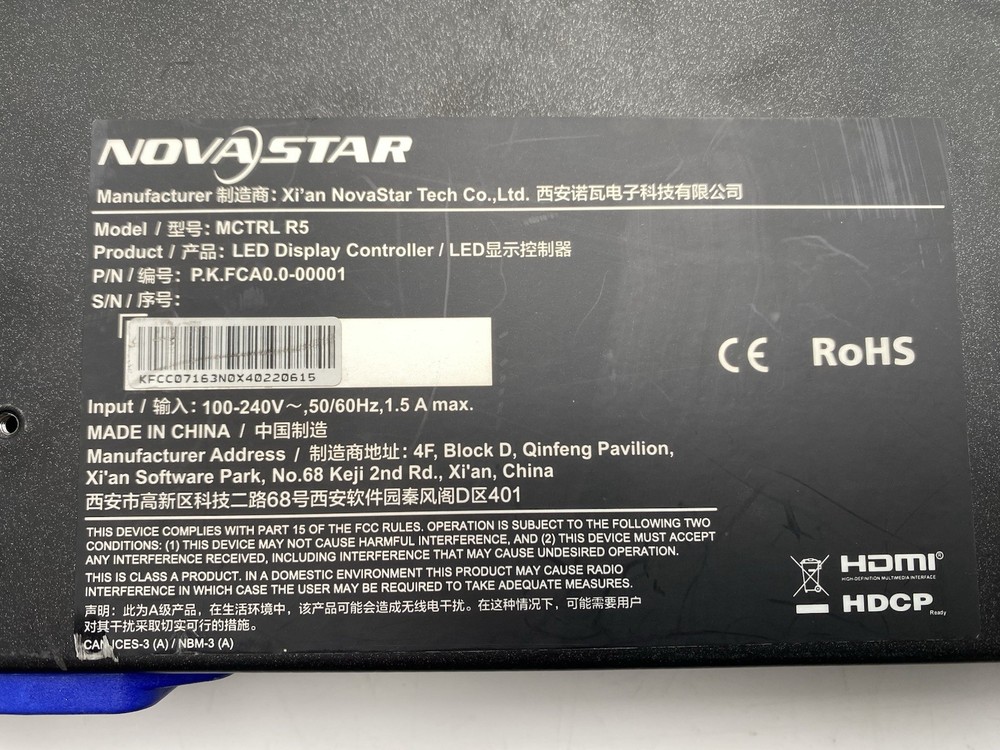 NOVASTAR
Manufacturer 制造商: Xi'an NovaStar Tech Co.,Ltd. 西安诺瓦电子科技有限公司
Model / 型号: MCTRL R5
Product / 产品: LED Display Controller / LED显示控制器
P/N / 编号: P.K.FCA0.0-00001
S/N / 序号:
KFCC07163N0X40220615
CE RoHS
Input / 输入: 100-240V～,50/60Hz,1.5 A max.
MADE IN CHINA / 中国制造
Manufacturer Address / 制造商地址: 4F, Block D, Qinfeng Pavilion,
Xi'an Software Park, No.68 Keji 2nd Rd., Xi'an, China
西安市高新区科技二路68号西安软件园秦风阁D区401
THIS DEVICE COMPLIES WITH PART 15 OF THE FCC RULES. OPERATION IS SUBJECT TO THE FOLLOWING TWO
CONDITIONS: (1) THIS DEVICE MAY NOT CAUSE HARMFUL INTERFERENCE, AND (2) THIS DEVICE MUST ACCEPT
ANY INTERFERENCE RECEIVED, INCLUDING INTERFERENCE THAT MAY CAUSE UNDESIRED OPERATION.
THIS IS CLASS A PRODUCT. IN A DOMESTIC ENVIRONMENT THIS PRODUCT MAY CAUSE RADIO
INTERFERENCE IN WHICH CASE THE USER MAY BE REQUIRED TO TAKE ADEQUATE MEASURES.
声明: 此为A级产品，在生活环境中，该产品可能会造成无线电干扰。在这种情况下，可能需要用户
对其干扰采取切实可行的措施。
CAN ICES-3 (A) / NBM-3 (A)
HDMI®
HIGH-DEFINITION MULTIMEDIA INTERFACE
HDCP Ready